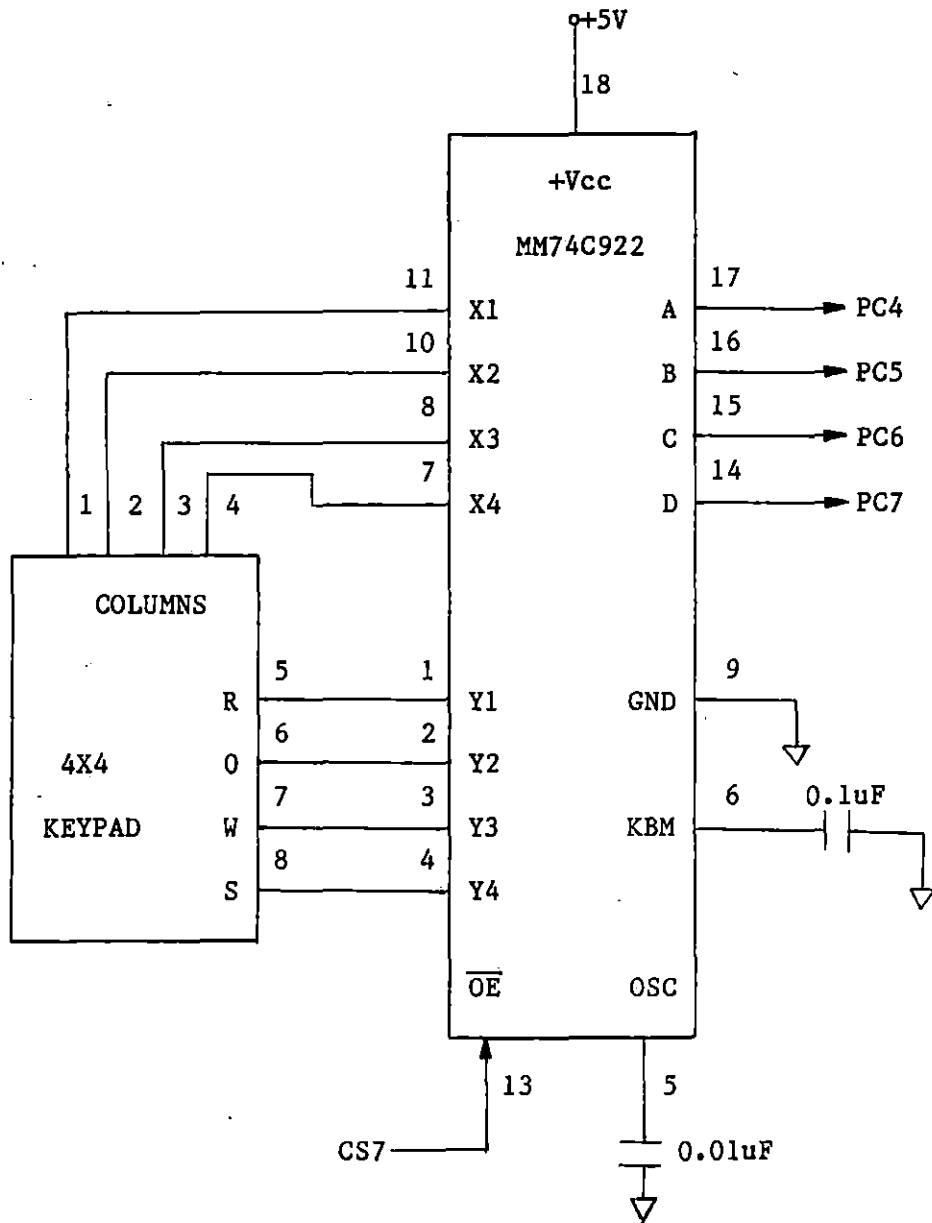 +5V
18
+Vcc
MM74C922
11 17
X1 A PC4
10 16
X2 B PC5
8 15
X3 C PC6
7 14
1 2 3 4
X4 D PC7
COLUMNS
5 1 9
R Y1 GND
6 2
4X4 O Y2
7 3 6 0.1uF
KEYPAD W Y3 KBM
8 4
S Y4
OE OSC
13 5
CS7 0.01uF